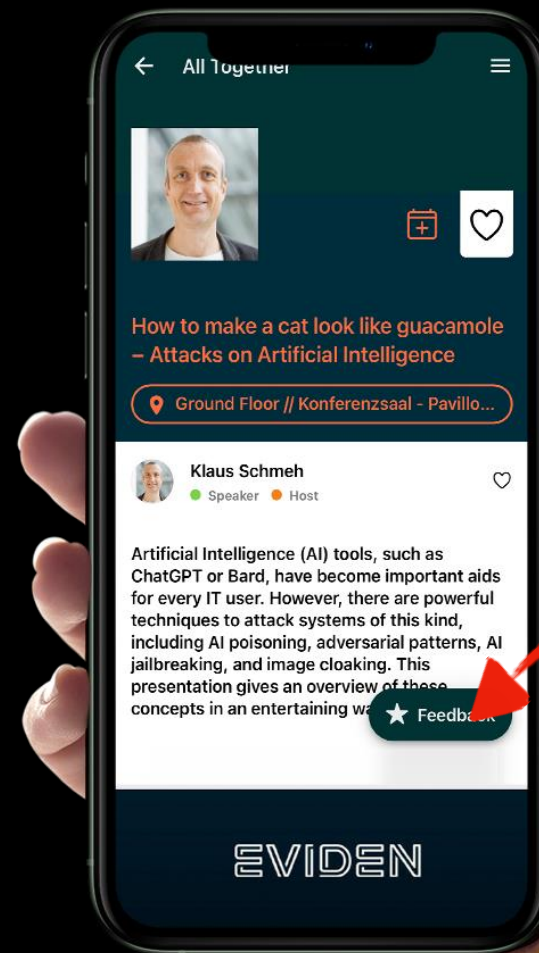 All Together
How to make a cat look like guacamole
– Attacks on Artificial Intelligence
Ground Floor // Konferenzsaal - Pavillo...
Klaus Schmeh
Speaker Host
Artificial Intelligence (AI) tools, such as
ChatGPT or Bard, have become important aids
for every IT user. However, there are powerful
techniques to attack systems of this kind,
including AI poisoning, adversarial patterns, AI
jailbreaking, and image cloaking. This
presentation gives an overview of these
concepts in an entertaining
Feedback
EVIDEN